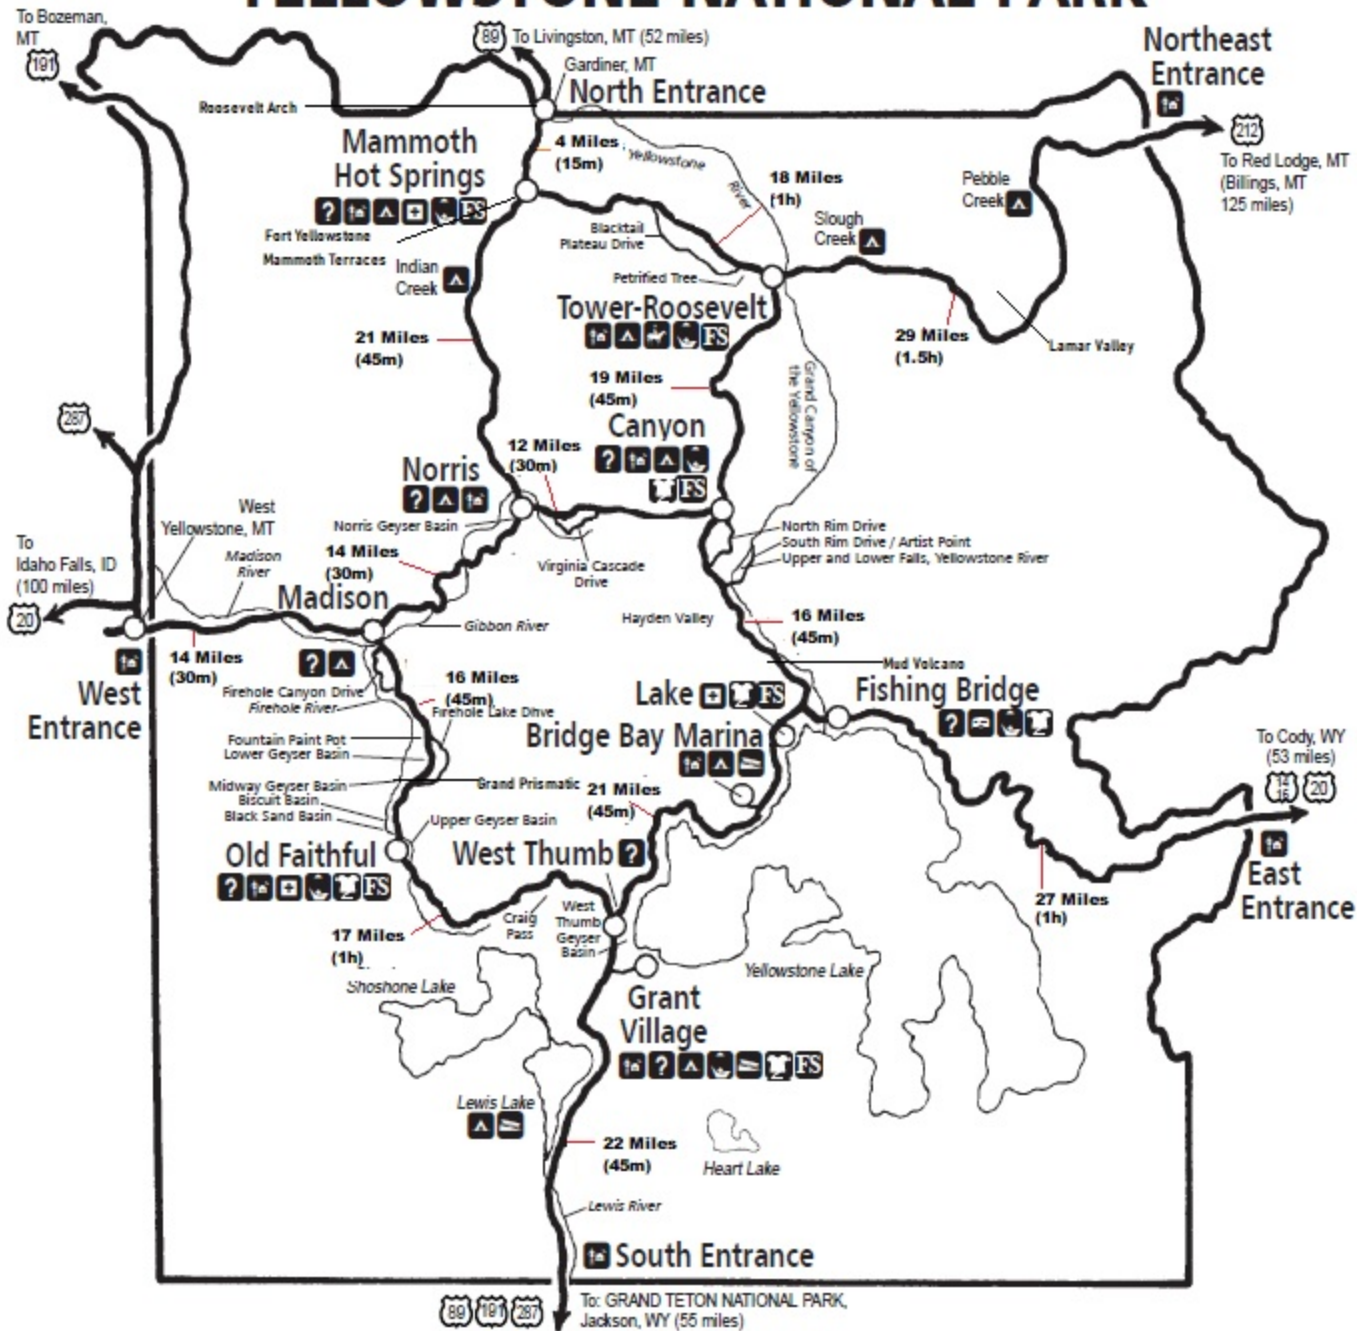 YELLOWSTONE NATIONAL PARK
To Bozeman,
MT
191
89
To Livingston, MT (52 miles)
Gardiner, MT
North Entrance
Roosevelt Arch
Northeast
Entrance
212
To Red Lodge, MT
(Billings, MT
125 miles)
Mammoth
Hot Springs
? FS
Fort Yellowstone
Mammoth Terraces
4 Miles
(15m)
Yellowstone
River
18 Miles
(1h)
Blacktail
Plateau Drive
Petrified Tree
Slough
Creek
Pebble
Creek
Indian
Creek
Tower-Roosevelt
FS
21 Miles
(45m)
29 Miles
(1.5h)
Lamar Valley
19 Miles
(45m)
Grand Canyon of
the Yellowstone
287
Canyon
?
FS
12 Miles
(30m)
Norris
?
Norris Geyser Basin
Virginia Cascade
Drive
North Rim Drive
South Rim Drive / Artist Point
Upper and Lower Falls, Yellowstone River
West
Yellowstone, MT
To
Idaho Falls, ID
(100 miles)
20
Madison
River
14 Miles
(30m)
Madison
?
Gibbon River
Hayden Valley
16 Miles
(45m)
Mud Volcano
West
Entrance
14 Miles
(30m)
Firehole Canyon Drive
Firehole River
16 Miles
(45m)
Firehole Lake Drive
Lake
FS
Fishing Bridge
?
Bridge Bay Marina
Fountain Paint Pot
Lower Geyser Basin
Midway Geyser Basin
Grand Prismatic
Biscuit Basin
Black Sand Basin
21 Miles
(45m)
To Cody, WY
(53 miles)
14
16
20
Upper Geyser Basin
Old Faithful
? FS
West Thumb ?
East
Entrance
27 Miles
(1h)
17 Miles
(1h)
Craig
Pass
West
Thumb
Geyser
Basin
Shoshone Lake
Yellowstone Lake
Grant
Village
? FS
Lewis Lake
22 Miles
(45m)
Heart Lake
Lewis River
South Entrance
89 191 287
To: GRAND TETON NATIONAL PARK,
Jackson, WY (55 miles)